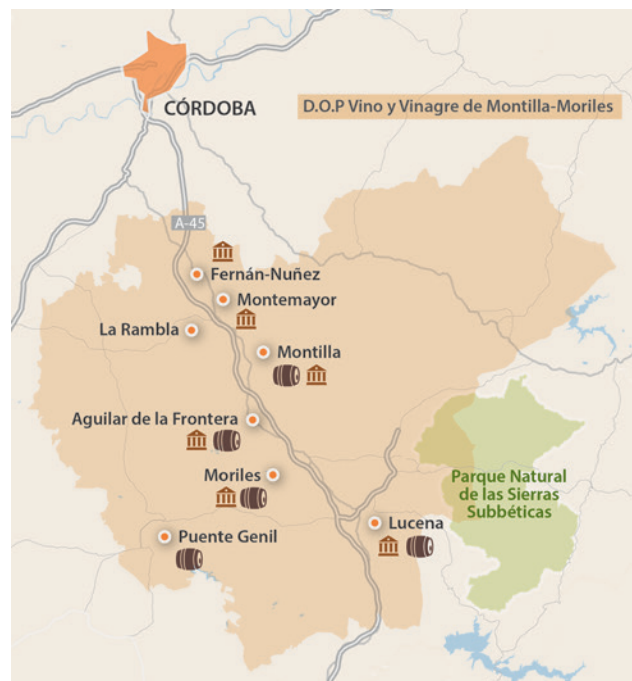 CÓRDOBA
D.O.P Vino y Vinagre de Montilla-Moriles
A-45
Fernán-Nuñez
Montemayor
La Rambla
Montilla
Aguilar de la Frontera
Moriles
Parque Natural
de las Sierras
Subbéticas
Lucena
Puente Genil